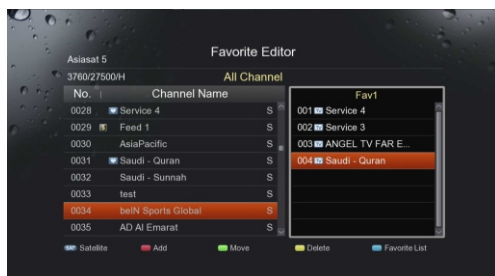 Favorite Editor
Asiasat 5
3760/27500/H
All Channel
No. Channel Name
0028 Service 4 S
0029 Feed 1 S
0030 AsiaPacific S
0031 Saudi - Quran S
0032 Saudi - Sunnah S
0033 test S
0034 beIN Sports Global S
0035 AD Al Emarat S
Fav1
001 Service 4
002 Service 3
003 ANGEL TV FAR E...
004 Saudi - Quran
Satellite Add Move Delete Favorite List